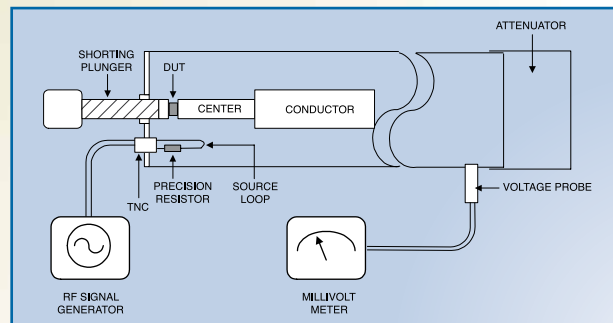 ATTENUATOR
SHORTING
PLUNGER
DUT
CENTER
CONDUCTOR
TNC
PRECISION
RESISTOR
SOURCE
LOOP
VOLTAGE PROBE
RF SIGNAL
GENERATOR
MILLIVOLT
METER